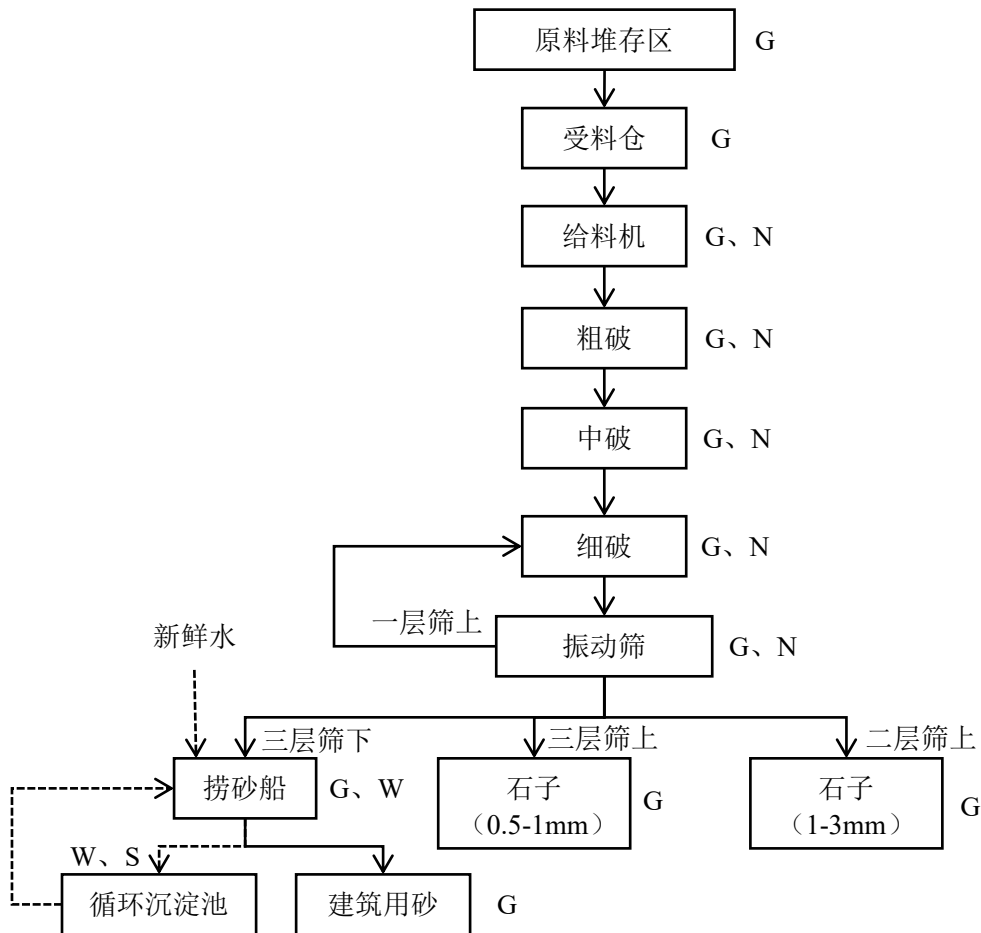 原料堆存区 G
受料仓 G
给料机 G、N
粗破 G、N
中破 G、N
细破 G、N
一层筛上
新鲜水
振动筛 G、N
三层筛下 三层筛上 二层筛上
捞砂船 G、W
石子
（0.5-1mm） G
石子
（1-3mm） G
W、S
循环沉淀池
建筑用砂 G